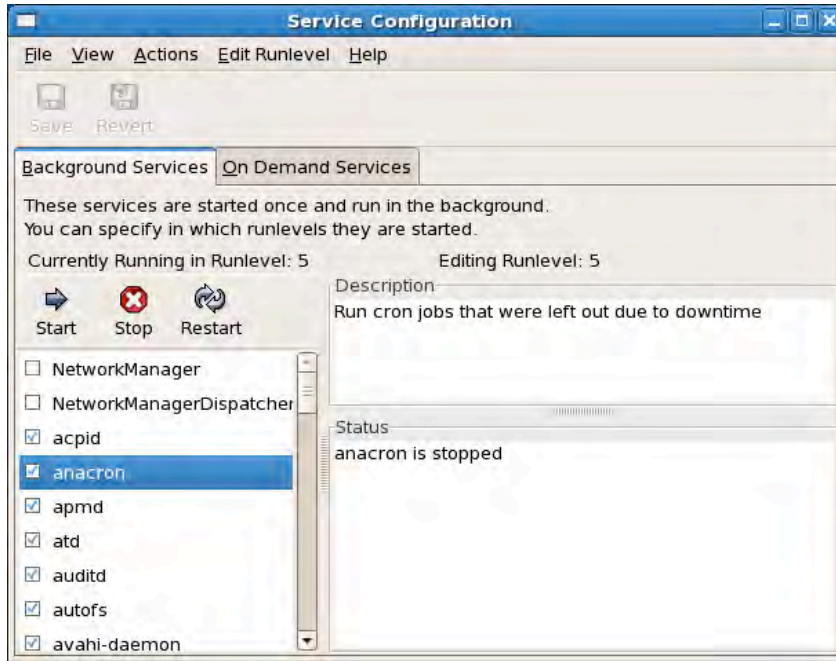 Service Configuration
File View Actions Edit Runlevel Help
Save Revert
Background Services On Demand Services
These services are started once and run in the background.
You can specify in which runlevels they are started.
Currently Running in Runlevel: 5 Editing Runlevel: 5
Start Stop Restart
NetworkManager
NetworkManagerDispatcher
acpid
anacron
apmd
atd
auditd
autofs
avahi-daemon
Description
Run cron jobs that were left out due to downtime
Status
anacron is stopped